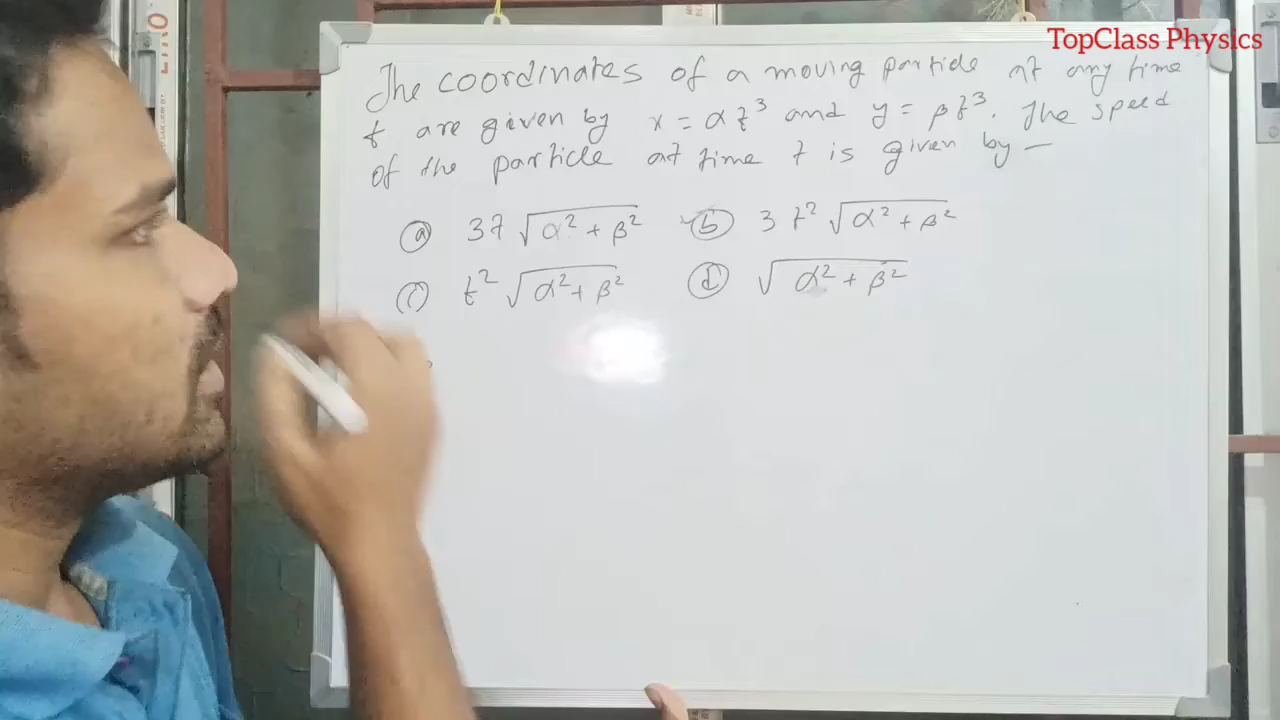 TopClass Physics
The coordinates of a moving particle at any time
t are given by x = αt³ and y = βt³. The speed
of the particle at time t is given by —
(a) 3t √(α² + β²) (b) 3t² √(α² + β²)
(c) t² √(α² + β²) (d) √(α² + β²)